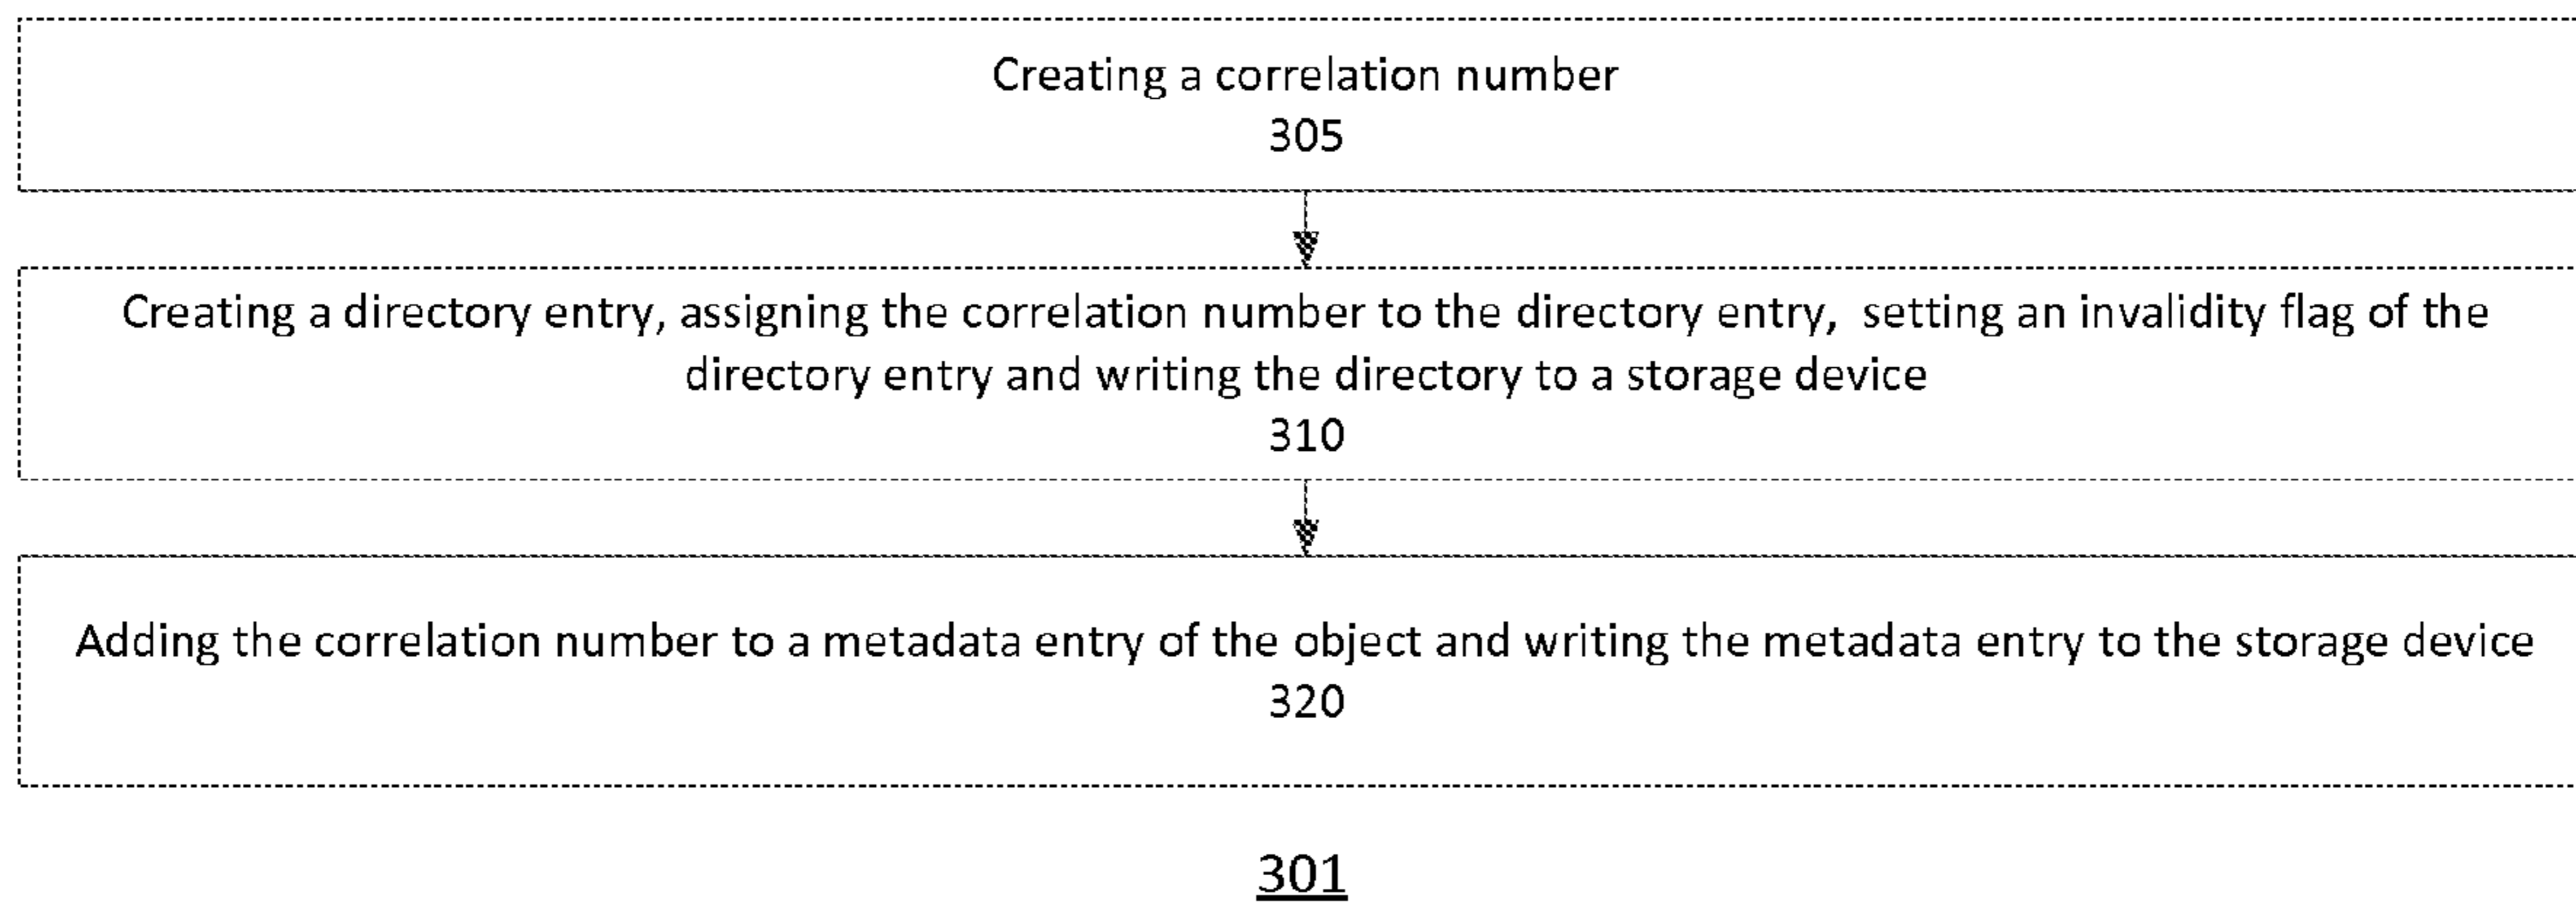 Creating a correlation number
305
Creating a directory entry, assigning the correlation number to the directory entry,  setting an invalidity flag of the
directory entry and writing the directory to a storage device
310
Adding the correlation number to a metadata entry of the object and writing the metadata entry to the storage device
320
301